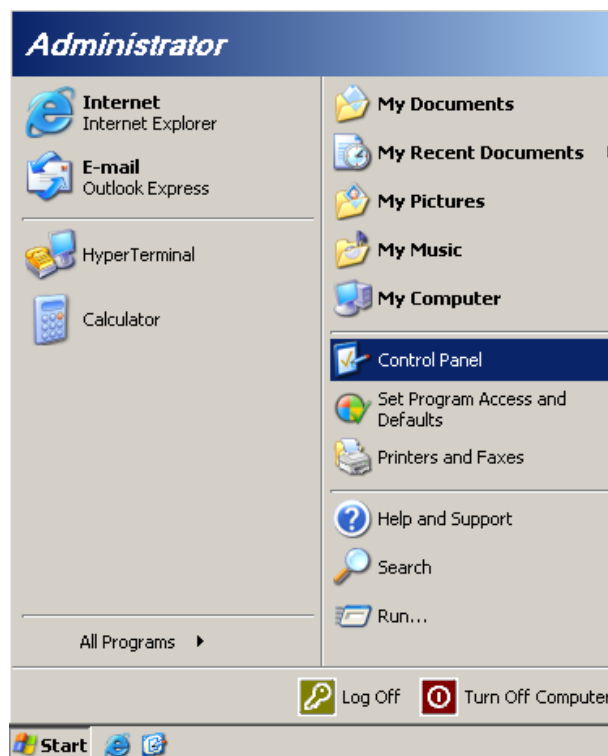 Administrator
Internet
Internet Explorer
E-mail
Outlook Express
HyperTerminal
Calculator
All Programs
My Documents
My Recent Documents
My Pictures
My Music
My Computer
Control Panel
Set Program Access and
Defaults
Printers and Faxes
Help and Support
Search
Run...
Log Off
Turn Off Computer
Start